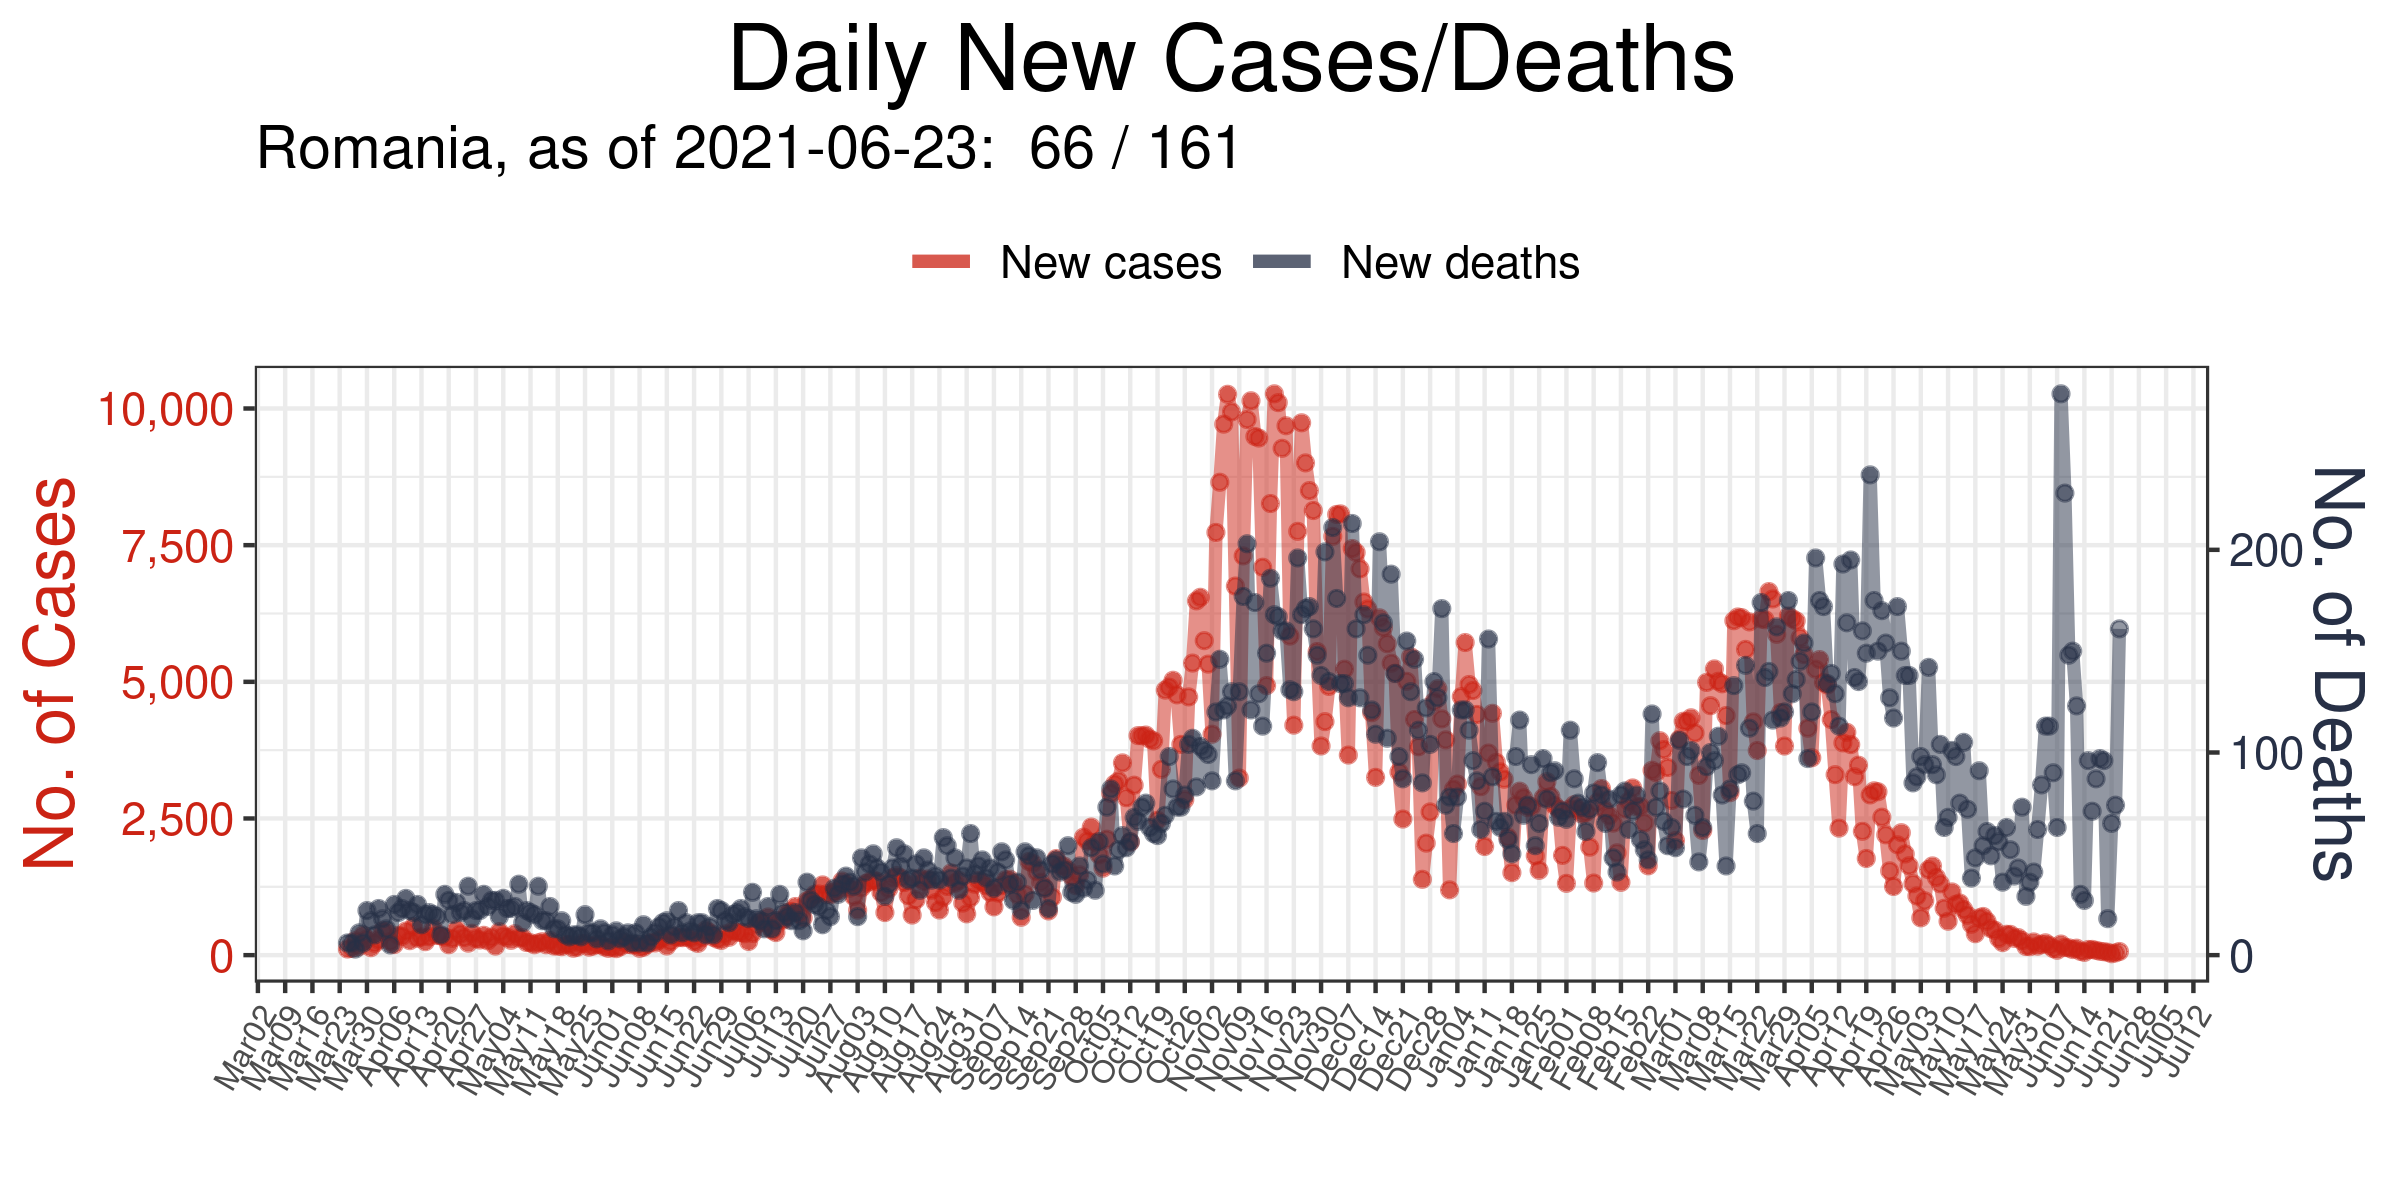 Daily New Cases/Deaths
Romania, as of 2021-06-23:  66 / 161
New cases
New deaths
No. of Cases
10,000
7,500
5,000
2,500
0
200
100
0
No. of Deaths
Mar02
Mar09
Mar16
Mar23
Mar30
Apr06
Apr13
Apr20
Apr27
May04
May11
May18
May25
Jun01
Jun08
Jun15
Jun22
Jun29
Jul06
Jul13
Jul20
Jul27
Aug03
Aug10
Aug17
Aug24
Aug31
Sep07
Sep14
Sep21
Sep28
Oct05
Oct12
Oct19
Oct26
Nov02
Nov09
Nov16
Nov23
Nov30
Dec07
Dec14
Dec21
Dec28
Jan04
Jan11
Jan18
Jan25
Feb01
Feb08
Feb15
Feb22
Mar01
Mar08
Mar15
Mar22
Mar29
Apr05
Apr12
Apr19
Apr26
May03
May10
May17
May24
May31
Jun07
Jun14
Jun21
Jun28
Jul05
Jul12